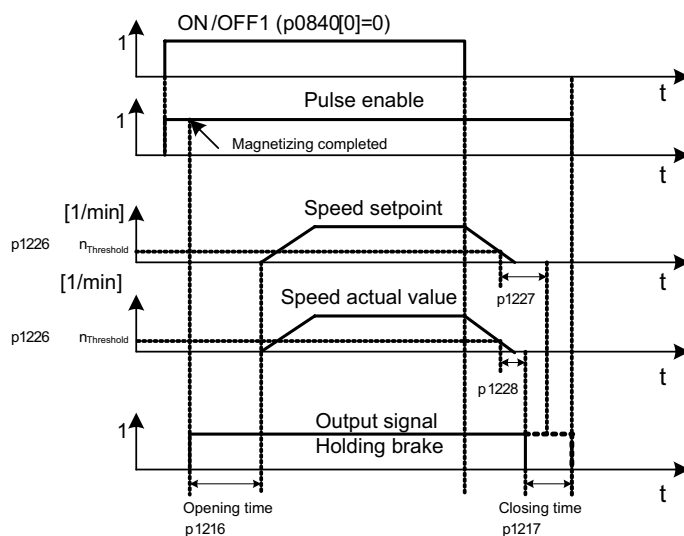 ON/OFF1 (p0840[0]=0)
1
t
Pulse enable
1
Magnetizing completed
t
[1/min]
Speed setpoint
p1226 nThreshold
t
p1227
[1/min]
Speed actual value
p1226 nThreshold
t
p1228
Output signal
1
Holding brake
t
Opening time
p1216
Closing time
p1217